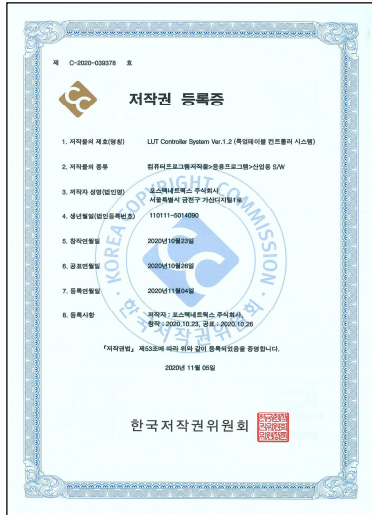 제 C-2020-039378 호
저작권 등록증
1. 저작물의 제호(명칭) LUT Controller System Ver.1.2 (룩업테이블 컨트롤러 시스템)
2. 저작물의 종류 컴퓨터프로그램저작물>응용프로그램>산업용 S/W
3. 저작자 성명(법인명) 포스텍네트웍스 주식회사
서울특별시 금천구 가산디지털1로
4. 생년월일(법인등록번호) 110111-5014090
5. 창작연월일 2020년10월23일
6. 공표연월일 2020년10월26일
7. 등록연월일 2020년11월04일
8. 등록사항 저작자 : 포스텍네트웍스 주식회사,
창작 : 2020.10.23, 공표 : 2020.10.26
『저작권법』 제53조에 따라 위와 같이 등록되었음을 증명합니다.
2020년 11월 05일
한국저작권위원회
KOREA COPYRIGHT COMMISSION
한국저작권위원회